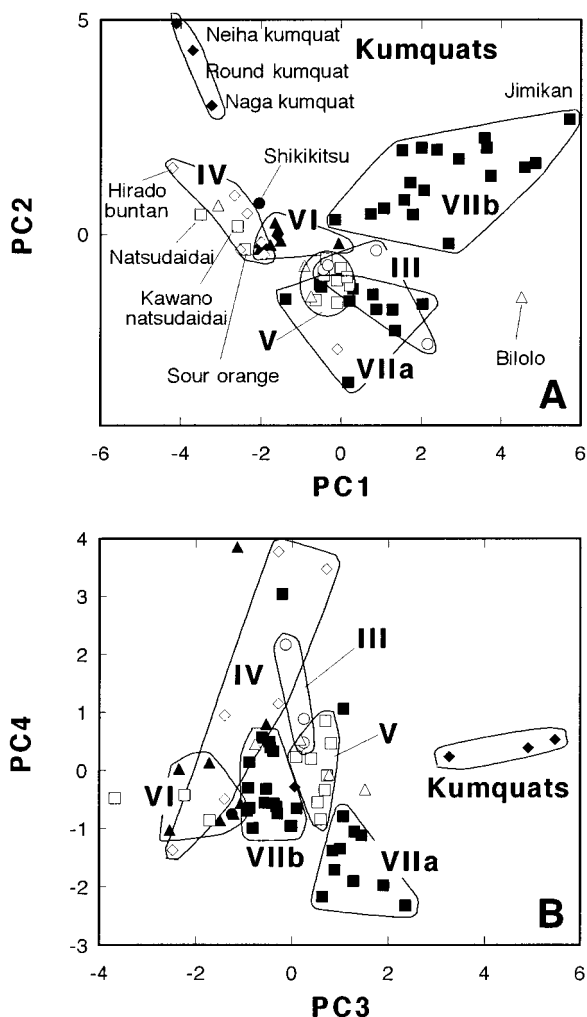 5
Neiha kumquat
Kumquats
Round kumquat
Naga kumquat
Jimikan
Shikikitsu
IV
Hirado
buntan
VI
VIIb
PC2
0
Natsudaidai
III
Kawano
natsudaidai
V
Bilolo
Sour orange
VIIa
A
-6 -4 -2 0 2 4 6
PC1
4
3
2
III
IV
1
V
PC4
0
Kumquats
VI
-1
VIIb
VIIa
-2
-3
B
-4 -2 0 2 4 6
PC3